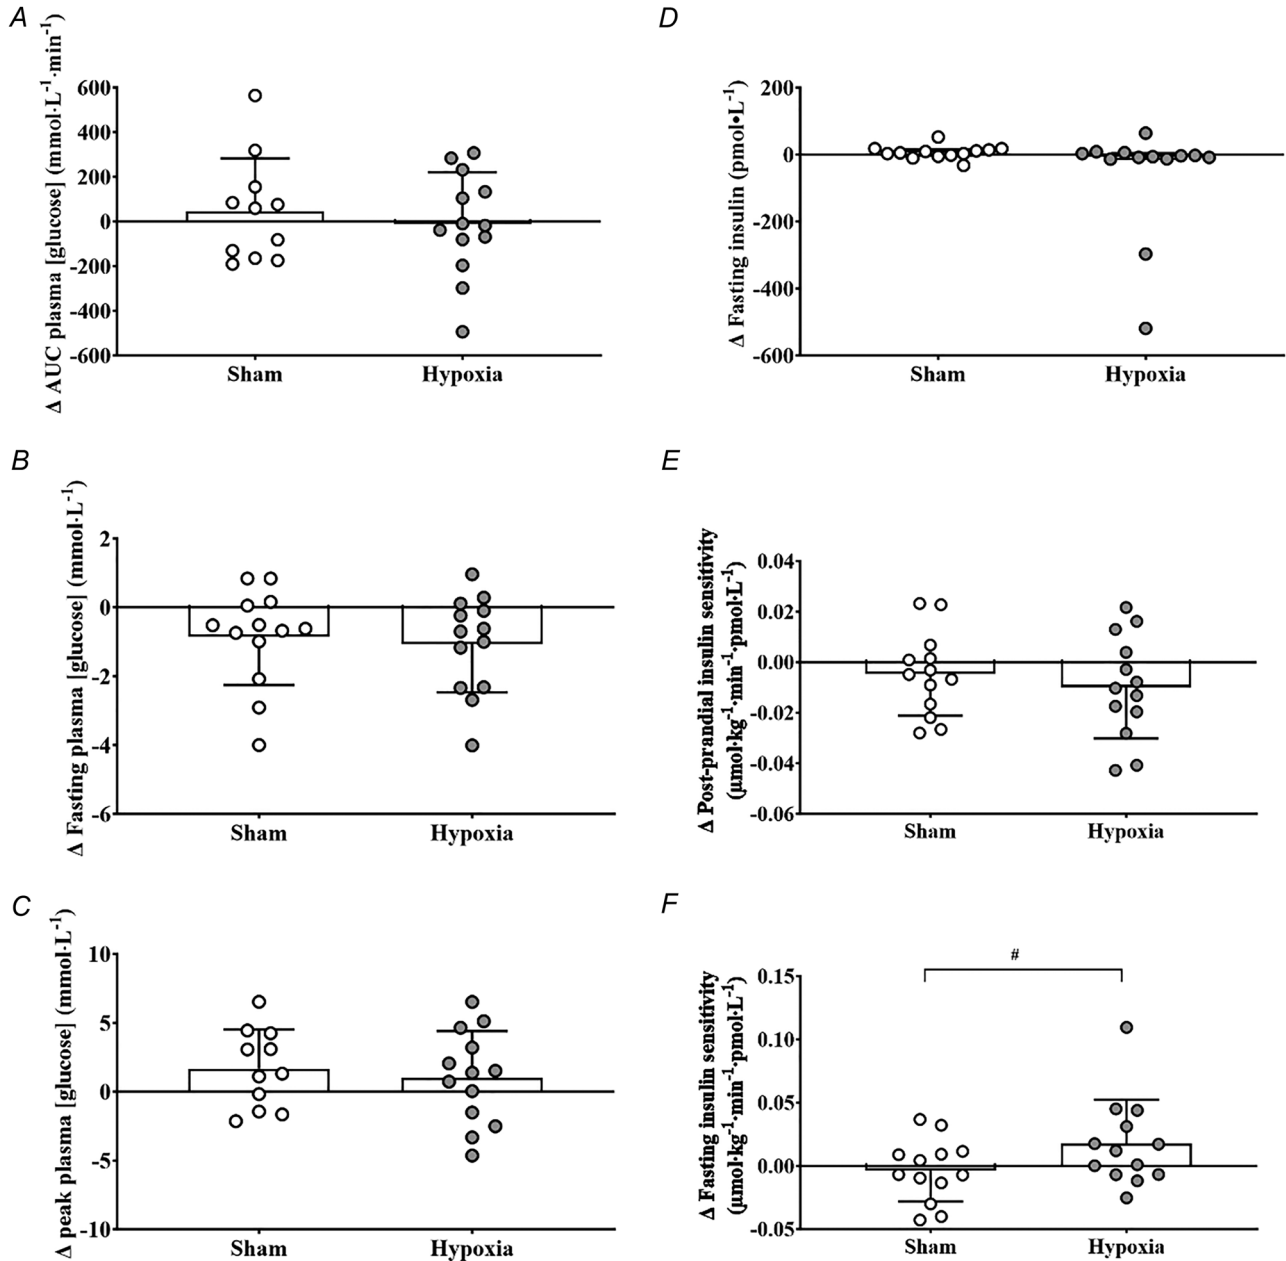 A
Δ AUC plasma [glucose] (mmol·L⁻¹·min⁻¹)
600
400
200
0
-200
-400
-600
Sham Hypoxia
D
Δ Fasting insulin (pmol•L⁻¹)
200
0
-200
-400
-600
Sham Hypoxia
B
Δ Fasting plasma [glucose] (mmol·L⁻¹)
2
0
-2
-4
-6
Sham Hypoxia
E
Δ Post-prandial insulin sensitivity
(µmol·kg⁻¹·min⁻¹·pmol·L⁻¹)
0.04
0.02
0.00
-0.02
-0.04
-0.06
Sham Hypoxia
C
Δ peak plasma [glucose] (mmol·L⁻¹)
10
5
0
-5
-10
Sham Hypoxia
F
Δ Fasting insulin sensitivity
(µmol·kg⁻¹·min⁻¹·pmol·L⁻¹)
#
0.15
0.10
0.05
0.00
-0.05
Sham Hypoxia